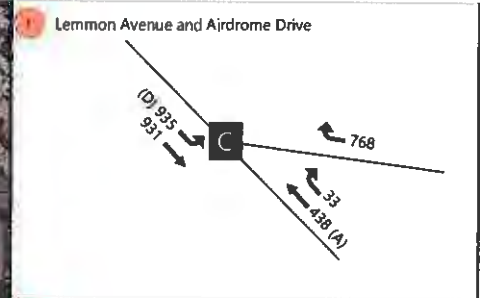 1 Lemmon Avenue and Airdrome Drive
(D) 935
931
C
768
33
438 (A)